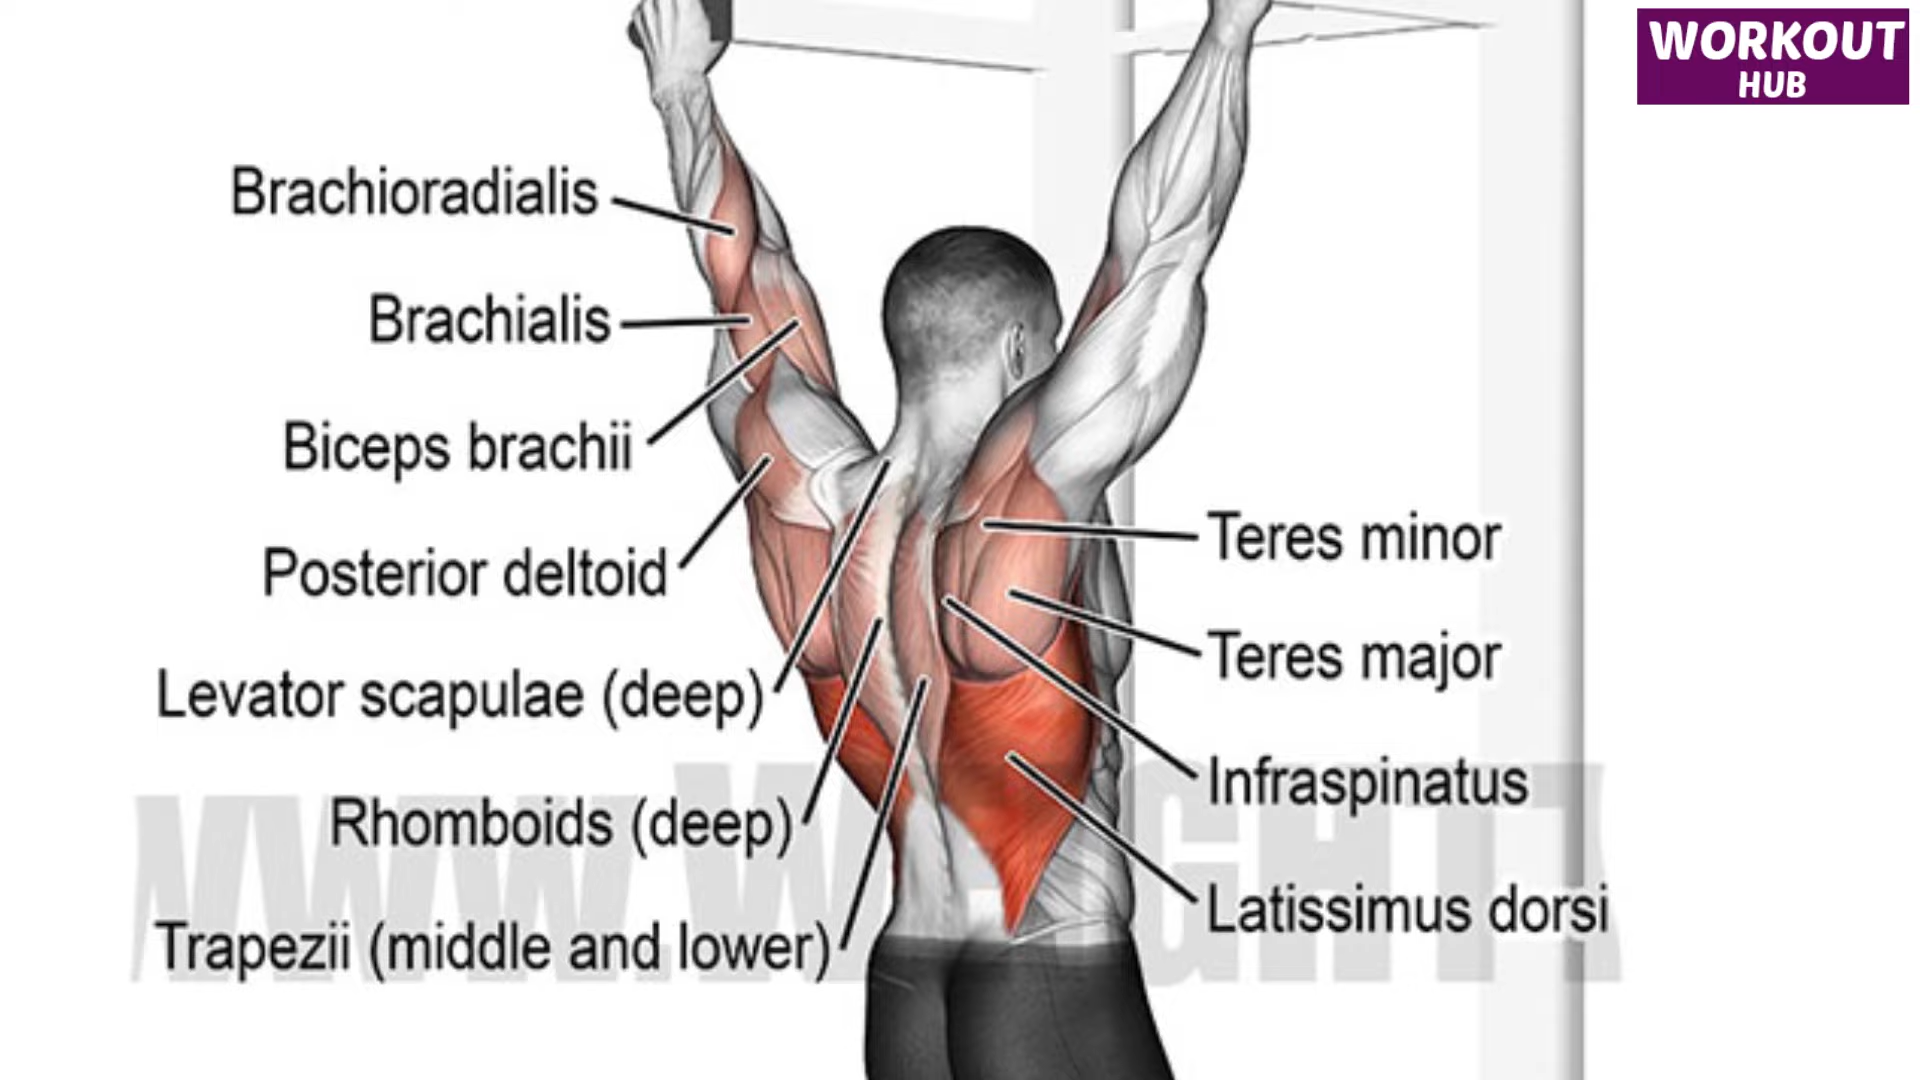 WORKOUT
HUB
Brachioradialis
Brachialis
Biceps brachii
Posterior deltoid
Levator scapulae (deep)
Rhomboids (deep)
Trapezii (middle and lower)
Teres minor
Teres major
Infraspinatus
Latissimus dorsi